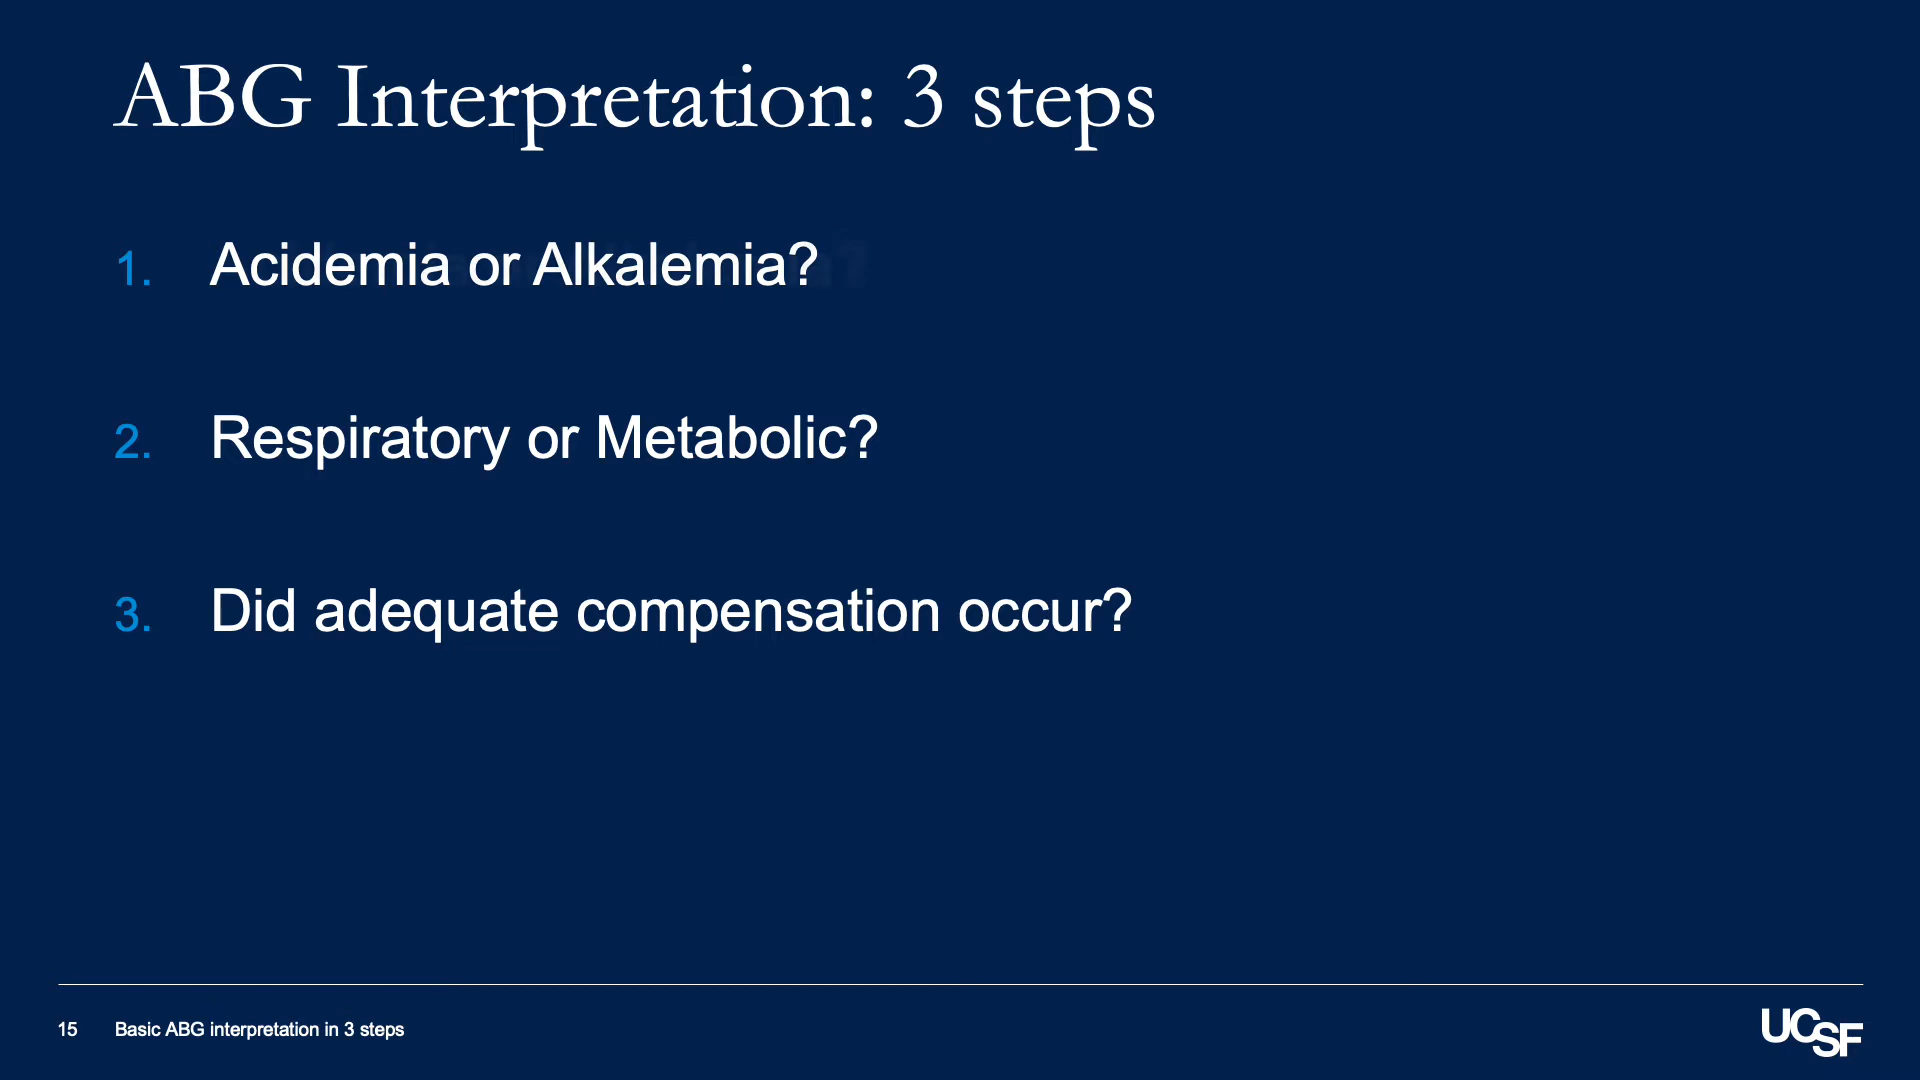 ABG Interpretation: 3 steps
1. Acidemia or Alkalemia?
2. Respiratory or Metabolic?
3. Did adequate compensation occur?
15 Basic ABG interpretation in 3 steps
UCSF